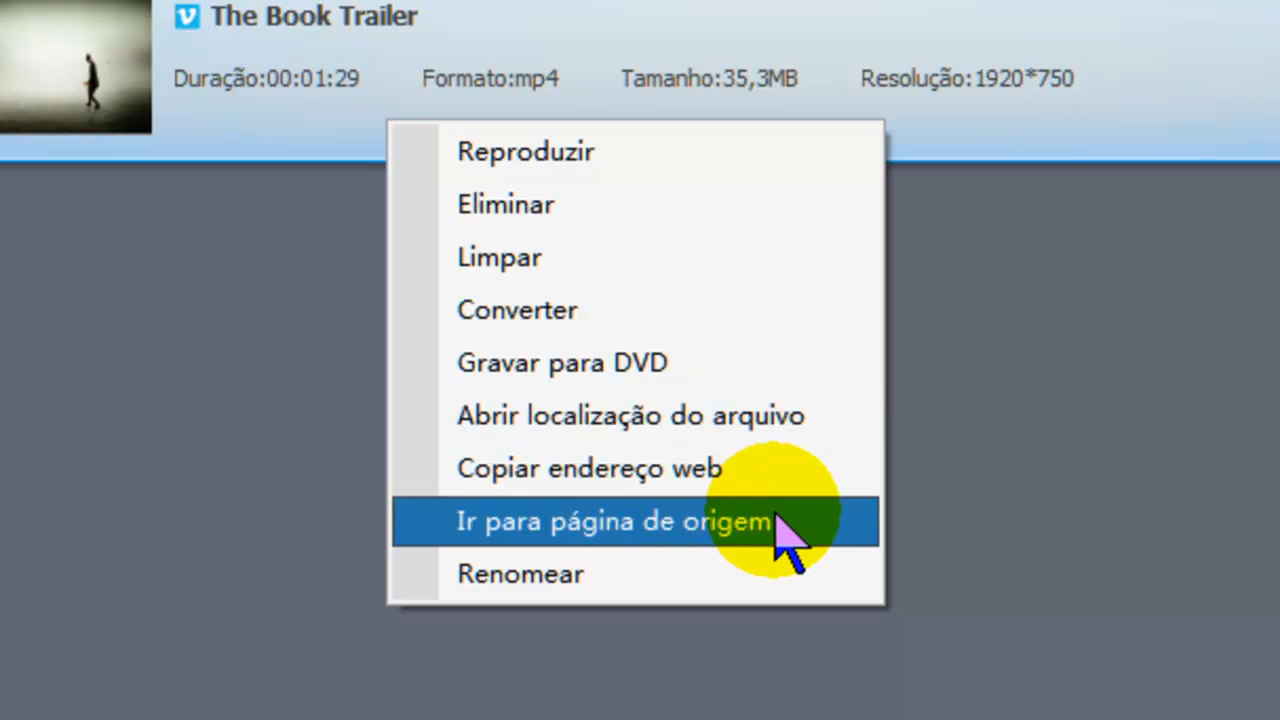 The Book Trailer
Duração:00:01:29 Formato:mp4 Tamanho:35,3MB Resolução:1920*750
Reproduzir
Eliminar
Limpar
Converter
Gravar para DVD
Abrir localização do arquivo
Copiar endereço web
Ir para página de origem
Renomear